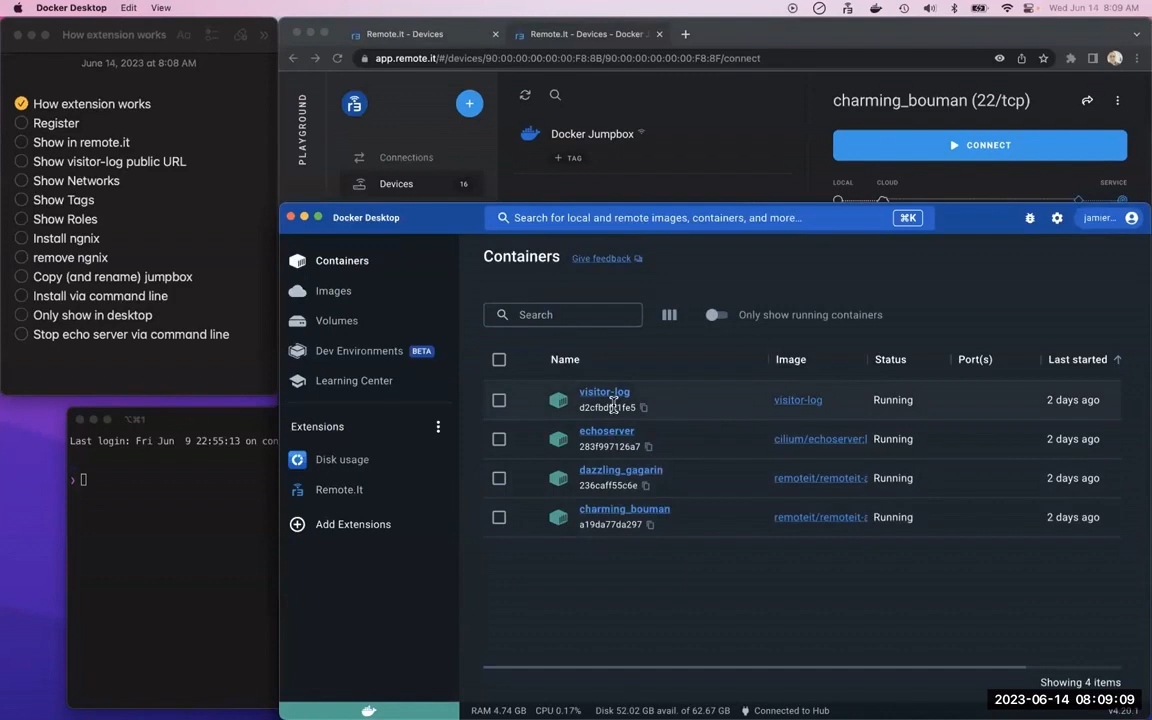 Docker Desktop Edit View
Wed Jun 14 8:09 AM
How extension works
Aa
June 14, 2023 at 8:08 AM
How extension works
Register
Show in remote.it
Show visitor-log public URL
Show Networks
Show Tags
Show Roles
Install ngnix
remove ngnix
Copy (and rename) jumpbox
Install via command line
Only show in desktop
Stop echo server via command line
Remote.It - Devices
Remote.It - Devices - Docker J
app.remote.it/#/devices/90:00:00:00:00:00:F8:8B/90:00:00:00:00:00:F8:8F/connect
PLAYGROUND
r3
Connections
Devices 16
Docker Jumpbox
+ TAG
charming_bouman (22/tcp)
CONNECT
LOCAL CLOUD SERVICE
⌥⌘1
Last login: Fri Jun 9 22:55:13 on con
Docker Desktop
Search for local and remote images, containers, and more...
⌘K
jamier...
Containers
Images
Volumes
Dev Environments BETA
Learning Center
Extensions
Disk usage
Remote.It
Add Extensions
Containers Give feedback
Search
Only show running containers
Name Image Status Port(s) Last started
visitor-log visitor-log Running 2 days ago
echoserver
283f997126a7
cilium/echoserver:l Running 2 days ago
dazzling_gagarin
236caff55c6e
remoteit/remoteit-a Running 2 days ago
charming_bouman
a19da77da297
remoteit/remoteit-a Running 2 days ago
Showing 4 items
RAM 4.74 GB CPU 0.17% Disk 52.02 GB avail. of 62.67 GB Connected to Hub
v4.20.1
2023-06-14 08:09:09